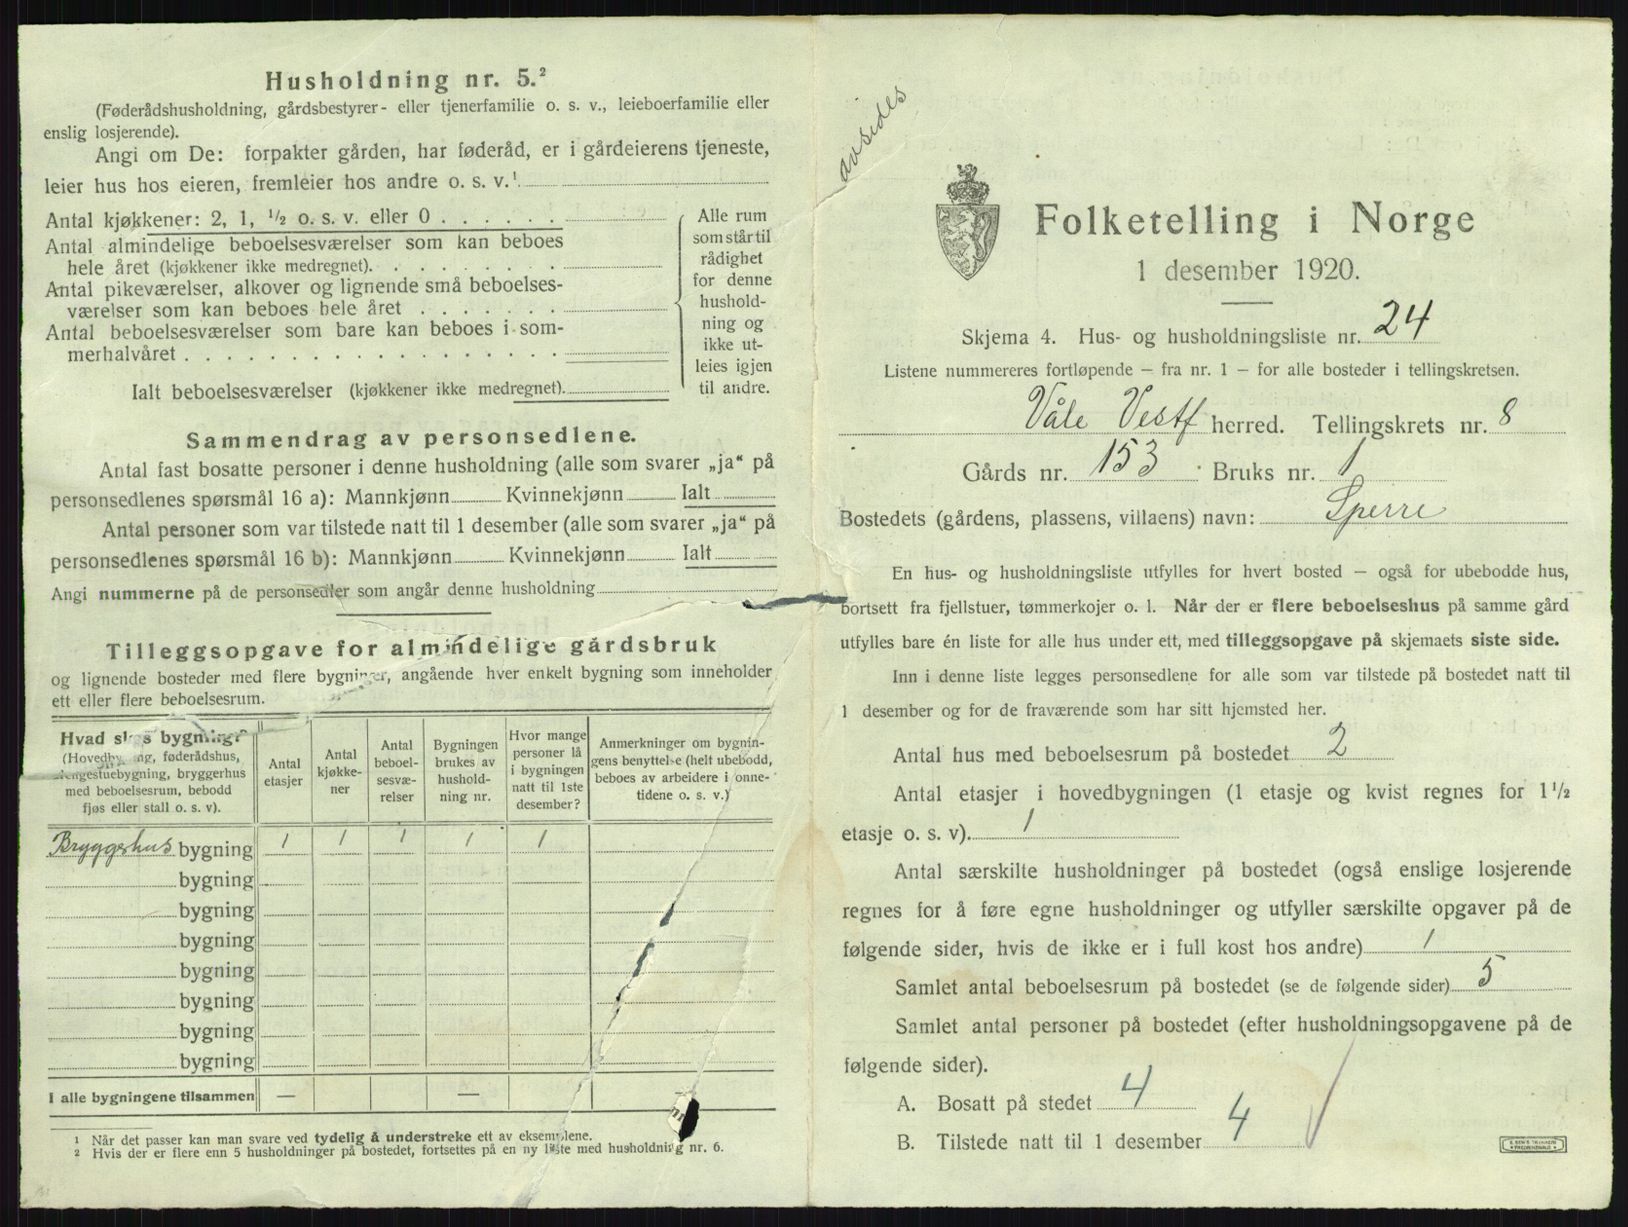 Husholdning nr. 5.²
(Føderådshusholdning, gårdsbestyrer- eller tjenerfamilie o. s. v., leieboerfamilie eller
enslig losjerende).
Angi om De: forpakter gården, har føderåd, er i gårdeierens tjeneste,
leier hus hos eieren, fremleier hos andre o. s. v.¹
Antal kjøkkener: 2, 1, ½ o. s. v. eller 0
Antal almindelige beboelsesværelser som kan beboes
hele året (kjøkkener ikke medregnet).
Antal pikeværelser, alkover og lignende små beboelses-
værelser som kan beboes hele året
Antal beboelsesværelser som bare kan beboes i som-
merhalvåret
Ialt beboelsesværelser (kjøkkener ikke medregnet).
Alle rum
som står til
rådighet
for denne
hushold-
ning og
ikke ut-
leies igjen
til andre.
Sammendrag av personsedlene.
Antal fast bosatte personer i denne husholdning (alle som svarer „ja“ på
personsedlenes spørsmål 16 a): Mannkjønn Kvinnekjønn Ialt
Antal personer som var tilstede natt til 1 desember (alle som svarer „ja“ på
personsedlenes spørsmål 16 b): Mannkjønn Kvinnekjønn Ialt
Angi nummerne på de personsedler som angår denne husholdning
Tilleggsopgave for almindelige gårdsbruk
og lignende bosteder med flere bygninger, angående hver enkelt bygning som inneholder
ett eller flere beboelsesrum.
Hvad slags bygning?
(Hovedbygning, føderådshus,
drengestuebygning, bryggerhus
med beboelsesrum, bebodd
fjøs eller stall o. s. v).
Antal
etasjer
Antal
kjøkke-
ner
Antal
beboel-
sesvæ-
relser
Bygningen
brukes av
hushold-
ning nr.
Hvor mange
personer lå
i bygningen
natt til 1ste
desember?
Anmerkninger om bygnin-
gens benyttelse (helt ubebodd,
beboes av arbeidere i onne-
tidene o. s. v.)
Bryggerhus bygning 1 1 1 1 1
bygning
bygning
bygning
bygning
bygning
bygning
bygning
I alle bygningene tilsammen — —
¹ Når det passer kan man svare ved tydelig å understreke ett av eksemplene.
² Hvis der er flere enn 5 husholdninger på bostedet, fortsettes på en ny liste med husholdning nr. 6.
avsides
Folketelling i Norge
1 desember 1920.
Skjema 4. Hus- og husholdningsliste nr. 24
Listene nummereres fortløpende — fra nr. 1 — for alle bosteder i tellingskretsen.
Våle Vestf herred. Tellingskrets nr. 8
Gårds nr. 153 Bruks nr. 1
Bostedets (gårdens, plassens, villaens) navn: Sperre
En hus- og husholdningsliste utfylles for hvert bosted — også for ubebodde hus,
bortsett fra fjellstuer, tømmerkojer o. l. Når der er flere beboelseshus på samme gård
utfylles bare én liste for alle hus under ett, med tilleggsopgave på skjemaets siste side.
Inn i denne liste legges personsedlene for alle som var tilstede på bostedet natt til
1 desember og for de fraværende som har sitt hjemsted her.
Antal hus med beboelsesrum på bostedet 2
Antal etasjer i hovedbygningen (1 etasje og kvist regnes for 1½
etasje o. s. v). 1
Antal særskilte husholdninger på bostedet (også enslige losjerende
regnes for å føre egne husholdninger og utfyller særskilte opgaver på de
følgende sider, hvis de ikke er i full kost hos andre) 1
Samlet antal beboelsesrum på bostedet (se de følgende sider) 5
Samlet antal personer på bostedet (efter husholdningsopgavene på de
følgende sider).
A. Bosatt på stedet 4
B. Tilstede natt til 1 desember 4